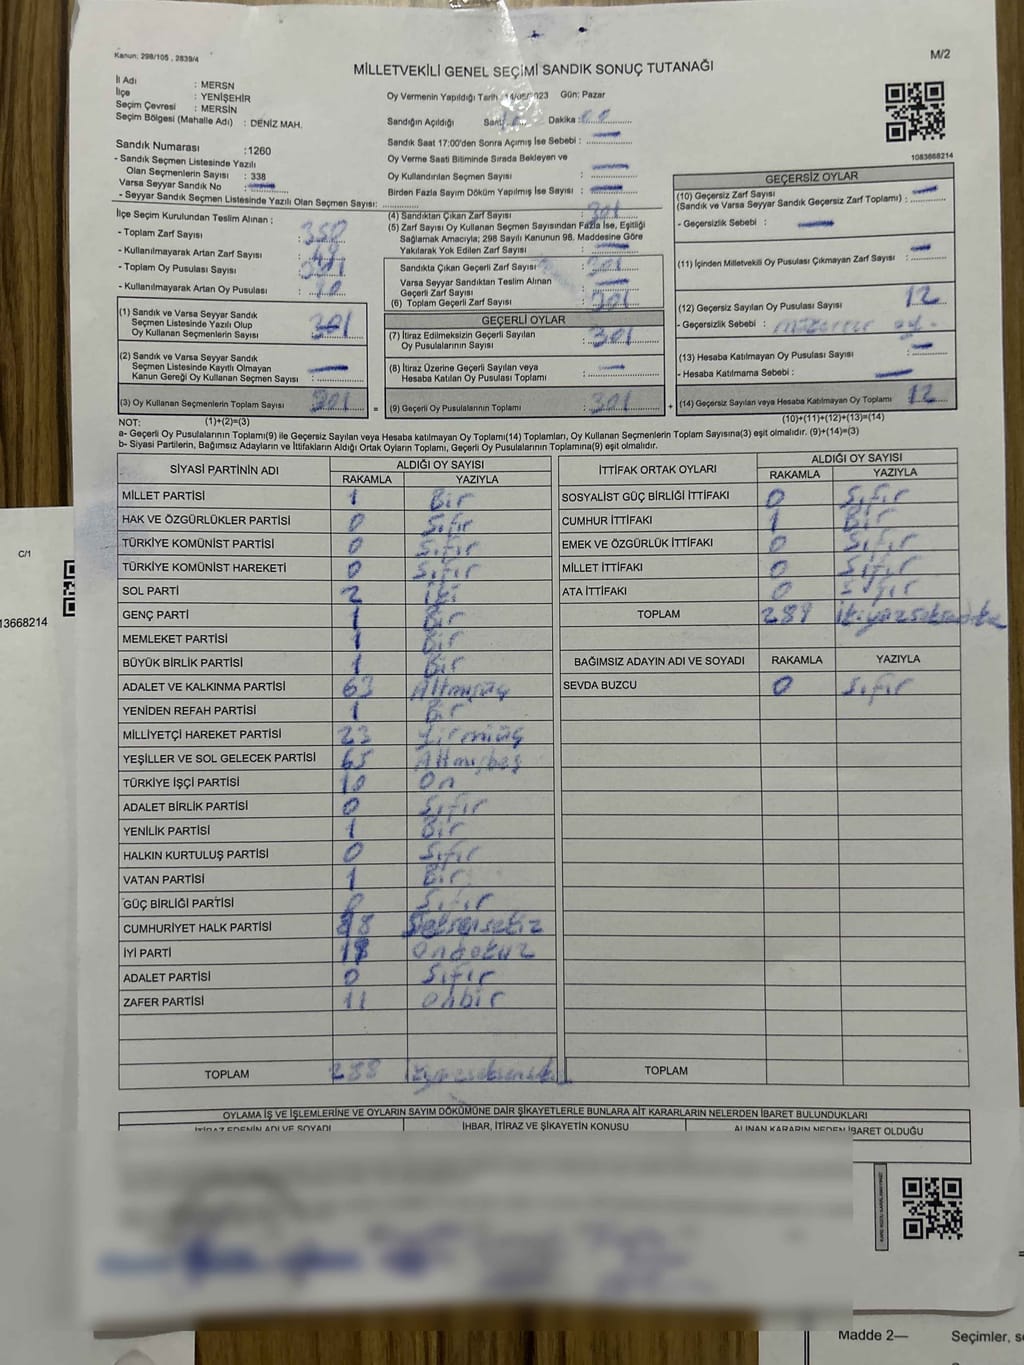 Kanun: 298/105 , 2839/4
M/2
MİLLETVEKİLİ GENEL SEÇİMİ SANDIK SONUÇ TUTANAĞI
İl Adı : MERSN
İlçe : YENİŞEHİR
Seçim Çevresi : MERSİN
Seçim Bölgesi (Mahalle Adı) : DENİZ MAH.
Sandık Numarası :1260
- Sandık Seçmen Listesinde Yazılı
Olan Seçmenlerin Sayısı : 338
Varsa Seyyar Sandık No
- Seyyar Sandık Seçmen Listesinde Yazılı Olan Seçmen Sayısı:
Oy Vermenin Yapıldığı Tarih 14/05/2023 Gün: Pazar
Sandığın Açıldığı Saat: Dakika :
Sandık Saat 17:00'den Sonra Açımış İse Sebebi :
Oy Verme Saati Bitiminde Sırada Bekleyen ve
Oy Kullandırılan Seçmen Sayısı :
Birden Fazla Sayım Döküm Yapılmış İse Sayısı :
1083668214
İlçe Seçim Kurulundan Teslim Alınan ;
- Toplam Zarf Sayısı : 350
- Kullanılmayarak Artan Zarf Sayısı
- Toplam Oy Pusulası Sayısı
- Kullanılmayarak Artan Oy Pusulası
(1) Sandık ve Varsa Seyyar Sandık
Seçmen Listesinde Yazılı Olup
Oy Kullanan Seçmenlerin Sayısı 301
(2) Sandık ve Varsa Seyyar Sandık
Seçmen Listesinde Kayıtlı Olmayan
Kanun Gereği Oy Kullanan Seçmen Sayısı :
(3) Oy Kullanan Seçmenlerin Toplam Sayısı 301
(4) Sandıktan Çıkan Zarf Sayısı : 301
(5) Zarf Sayısı Oy Kullanan Seçmen Sayısından Fazla İse, Eşitliği
Sağlamak Amacıyla; 298 Sayılı Kanunun 98. Maddesine Göre
Yakılarak Yok Edilen Zarf Sayısı :
Sandıkta Çıkan Geçerli Zarf Sayısı : 301
Varsa Seyyar Sandıktan Teslim Alınan
Geçerli Zarf Sayısı :
(6) Toplam Geçerli Zarf Sayısı : 301
GEÇERLİ OYLAR
(7) İtiraz Edilmeksizin Geçerli Sayılan
Oy Pusulalarının Sayısı : 301
(8) İtiraz Üzerine Geçerli Sayılan veya
Hesaba Katılan Oy Pusulası Toplamı :
= (9) Geçerli Oy Pusulalarının Toplamı : 301 +
GEÇERSİZ OYLAR
(10) Geçersiz Zarf Sayısı
(Sandık ve Varsa Seyyar Sandık Geçersiz Zarf Toplamı) :
- Geçersizlik Sebebi :
(11) İçinden Milletvekili Oy Pusulası Çıkmayan Zarf Sayısı :
(12) Geçersiz Sayılan Oy Pusulası Sayısı : 12
- Geçersizlik Sebebi :
(13) Hesaba Katılmayan Oy Pusulası Sayısı :
- Hesaba Katılmama Sebebi :
(14) Geçersiz Sayılan veya Hesaba Katılmayan Oy Toplamı 12
NOT: (1)+(2)=(3)
(10)+(11)+(12)+(13)=(14)
a- Geçerli Oy Pusulalarının Toplamı(9) ile Geçersiz Sayılan veya Hesaba katılmayan Oy Toplamı(14) Toplamları, Oy Kullanan Seçmenlerin Toplam Sayısına(3) eşit olmalıdır. (9)+(14)=(3)
b- Siyasi Partilerin, Bağımsız Adayların ve İttifakların Aldığı Ortak Oyların Toplamı, Geçerli Oy Pusulalarının Toplamına(9) eşit olmalıdır.
SİYASİ PARTİNİN ADI ALDIĞI OY SAYISI
RAKAMLA YAZIYLA
MİLLET PARTİSİ 1 Bir
HAK VE ÖZGÜRLÜKLER PARTİSİ 0 Sıfır
TÜRKİYE KOMÜNİST PARTİSİ 0 Sıfır
TÜRKİYE KOMÜNİST HAREKETİ 0 Sıfır
SOL PARTİ 2 İki
GENÇ PARTİ 1 Bir
MEMLEKET PARTİSİ 1 Bir
BÜYÜK BİRLİK PARTİSİ 1 Bir
ADALET VE KALKINMA PARTİSİ 63 Altmışüç
YENİDEN REFAH PARTİSİ 1 Bir
MİLLİYETÇİ HAREKET PARTİSİ 23 Yirmiüç
YEŞİLLER VE SOL GELECEK PARTİSİ 65 Altmışbeş
TÜRKİYE İŞÇİ PARTİSİ 10 On
ADALET BİRLİK PARTİSİ 0 Sıfır
YENİLİK PARTİSİ 1 Bir
HALKIN KURTULUŞ PARTİSİ 0 Sıfır
VATAN PARTİSİ 1 Bir
GÜÇ BİRLİĞİ PARTİSİ 0 Sıfır
CUMHURİYET HALK PARTİSİ 88 Seksensekiz
İYİ PARTİ Ondokuz
ADALET PARTİSİ 0 Sıfır
ZAFER PARTİSİ 11 Onbir
TOPLAM 288
İTTİFAK ORTAK OYLARI ALDIĞI OY SAYISI
RAKAMLA YAZIYLA
SOSYALİST GÜÇ BİRLİĞİ İTTİFAKI 0 Sıfır
CUMHUR İTTİFAKI 1 Bir
EMEK VE ÖZGÜRLÜK İTTİFAKI 0 Sıfır
MİLLET İTTİFAKI 0 Sıfır
ATA İTTİFAKI 0 Sıfır
TOPLAM 289
BAĞIMSIZ ADAYIN ADI VE SOYADI RAKAMLA YAZIYLA
SEVDA BUZCU 0 Sıfır
TOPLAM
OYLAMA İŞ VE İŞLEMLERİNE VE OYLARIN SAYIM DÖKÜMÜNE DAİR ŞİKAYETLERLE BUNLARA AİT KARARLARIN NELERDEN İBARET BULUNDUKLARI
İTİRAZ EDENİN ADI VE SOYADI İHBAR, İTİRAZ VE ŞİKAYETİN KONUSU ALINAN KARARIN NEDEN İBARET OLDUĞU
C/1
13668214
Madde 2— Seçimler, s